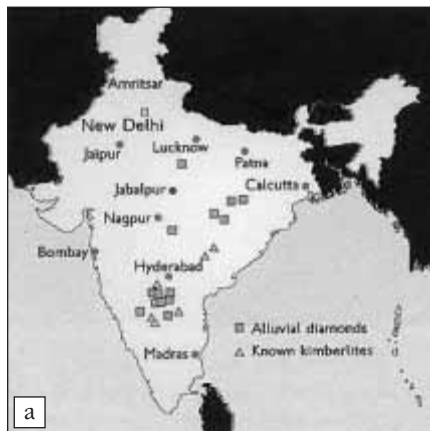 Amritsar
New Delhi
Jaipur
Lucknow
Patna
Jabalpur
Calcutta
Nagpur
Bombay
Hyderabad
Alluvial diamonds
Known kimberlites
Madras
a